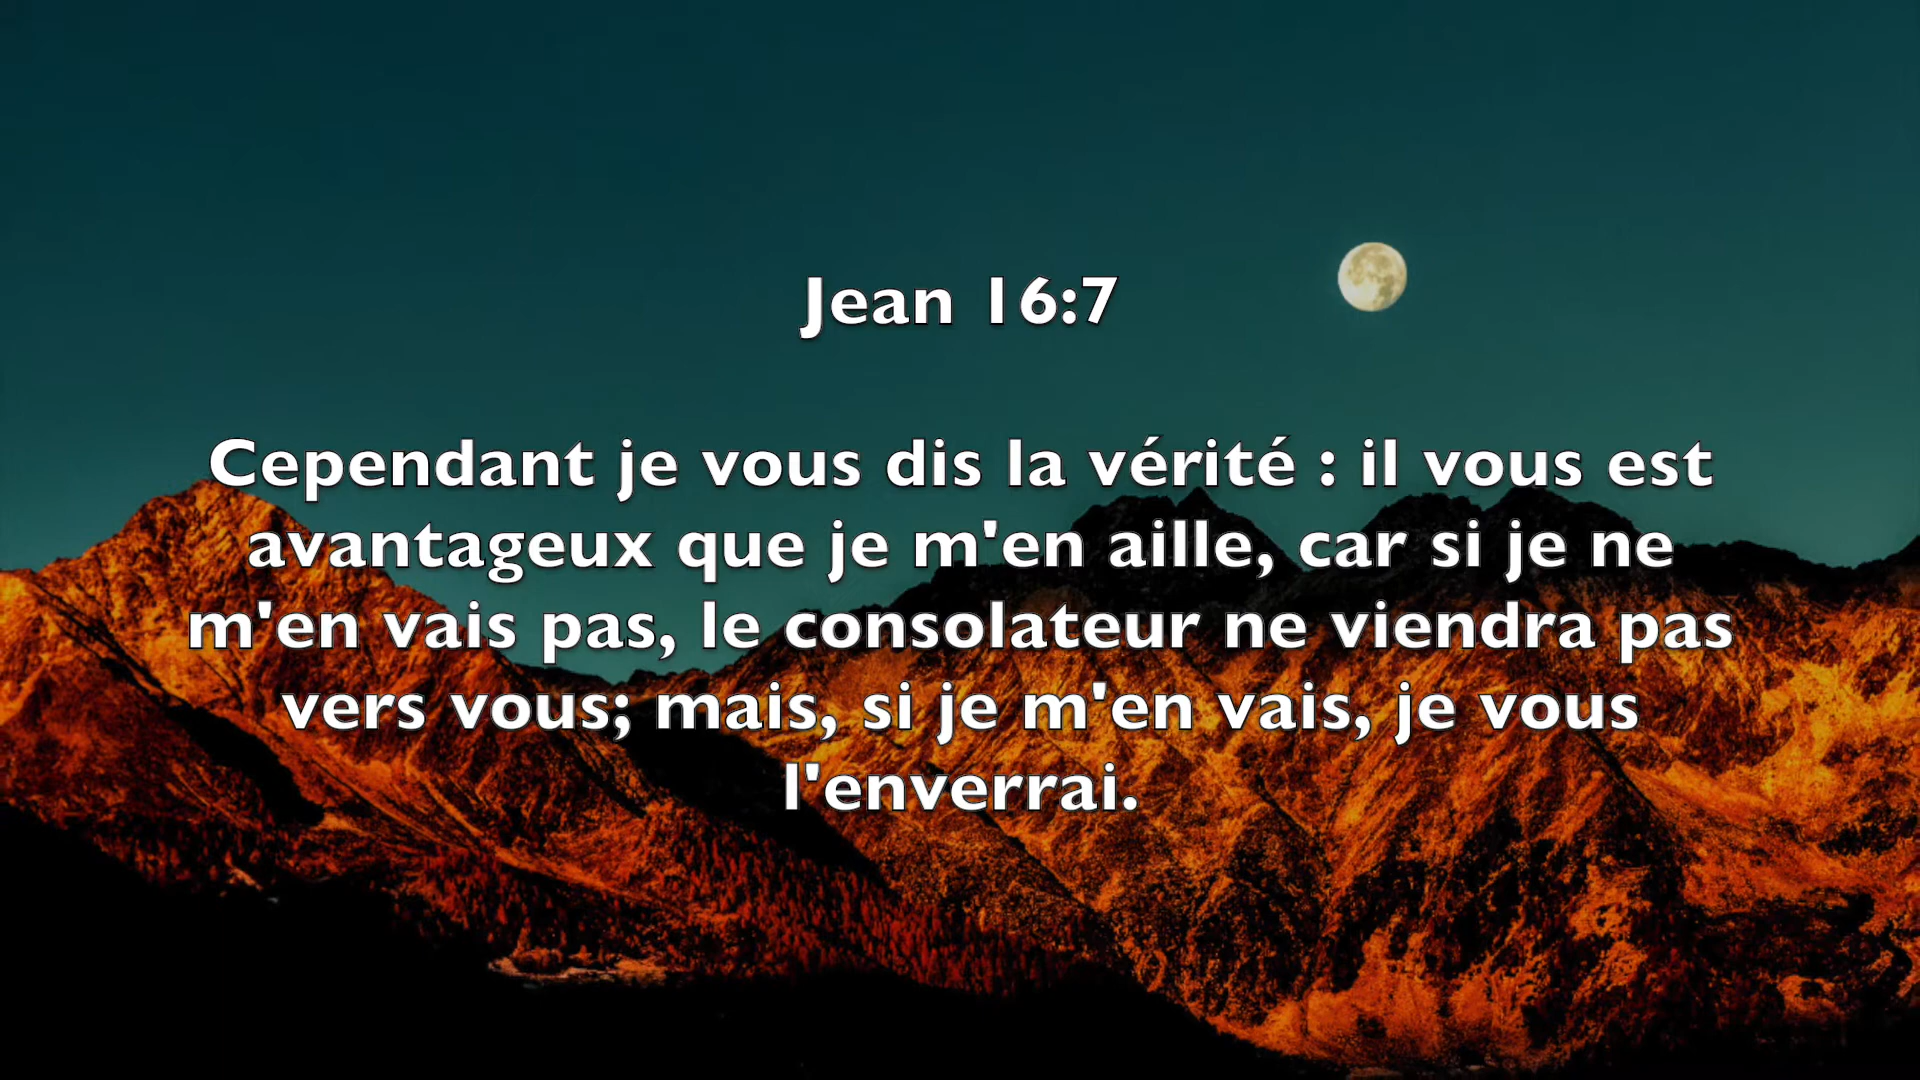 Jean 16:7
Cependant je vous dis la vérité : il vous est
avantageux que je m'en aille, car si je ne
m'en vais pas, le consolateur ne viendra pas
vers vous; mais, si je m'en vais, je vous
l'enverrai.